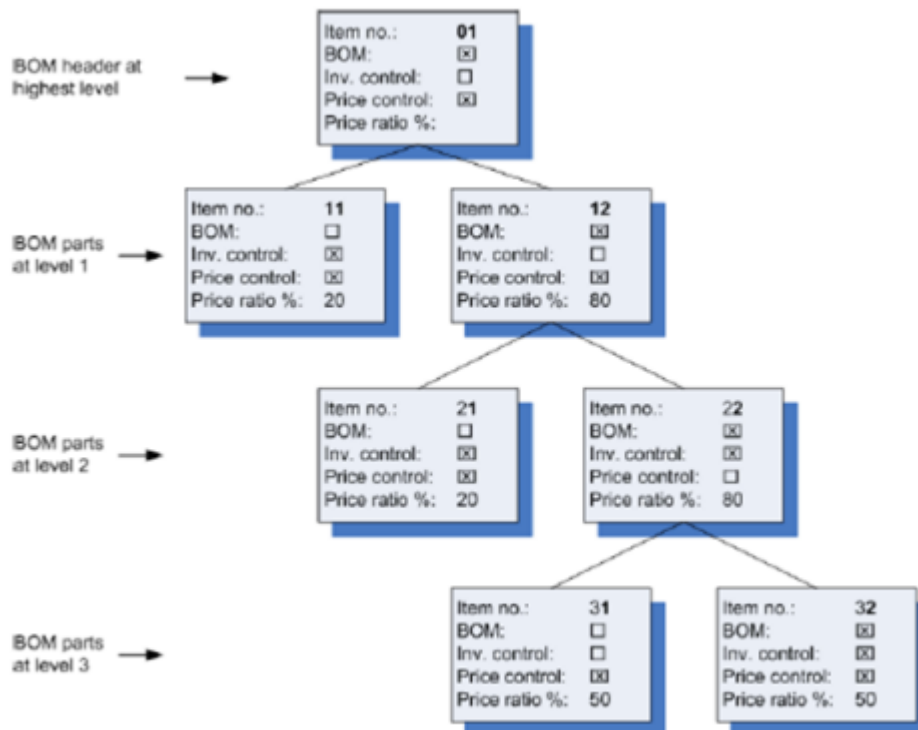 BOM header at
highest level
Item no.: 01
BOM: ☒
Inv. control: ☐
Price control: ☒
Price ratio %:
BOM parts
at level 1
Item no.: 11
BOM: ☐
Inv. control: ☒
Price control: ☒
Price ratio %: 20
Item no.: 12
BOM: ☒
Inv. control: ☐
Price control: ☒
Price ratio %: 80
BOM parts
at level 2
Item no.: 21
BOM: ☐
Inv. control: ☒
Price control: ☒
Price ratio %: 20
Item no.: 22
BOM: ☒
Inv. control: ☒
Price control: ☐
Price ratio %: 80
BOM parts
at level 3
Item no.: 31
BOM: ☐
Inv. control: ☐
Price control: ☒
Price ratio %: 50
Item no.: 32
BOM: ☒
Inv. control: ☒
Price control: ☒
Price ratio %: 50